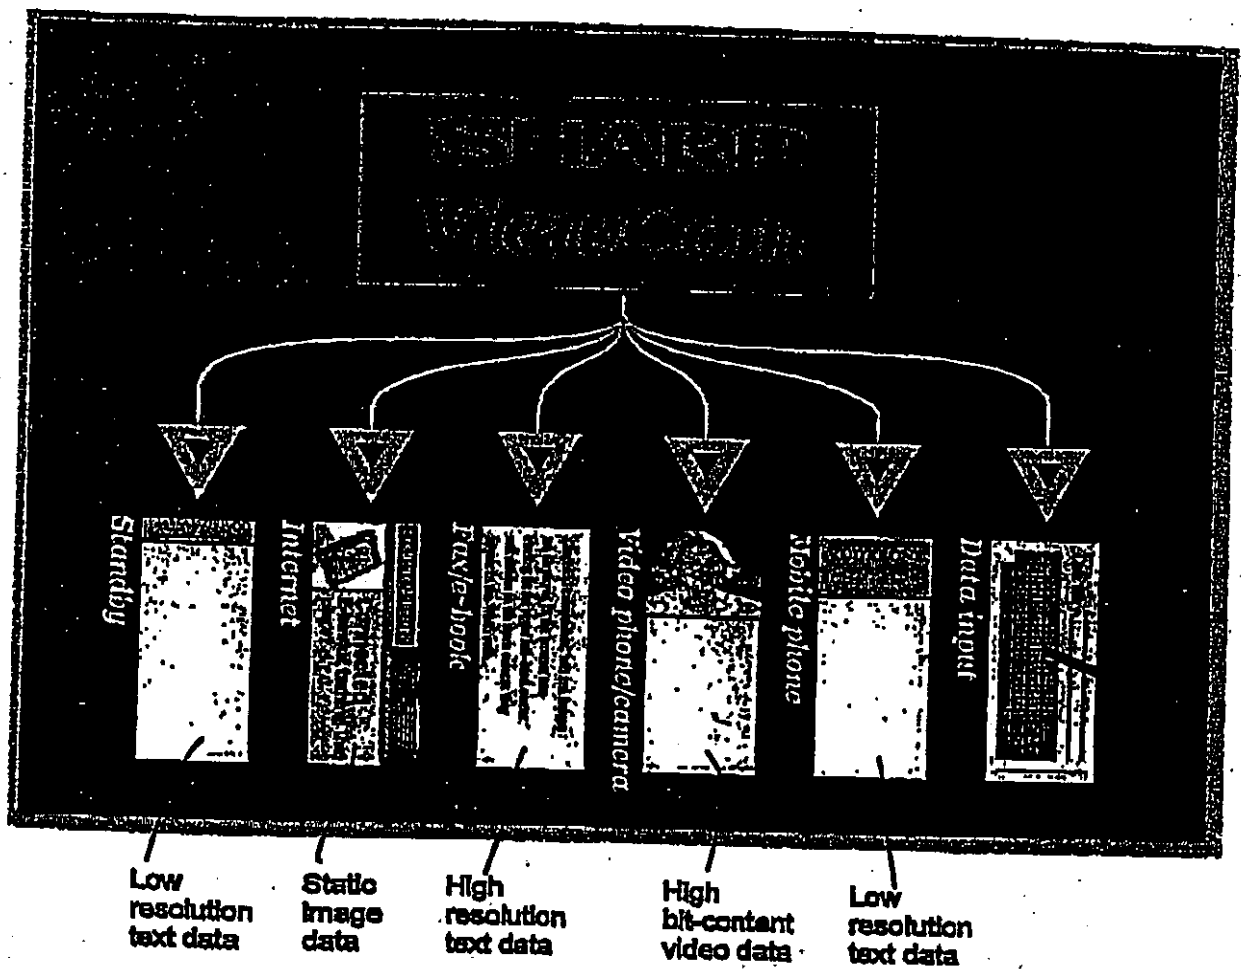 SHARP
ViewCam
Standby
Internet
Fax/e-book
Video phone/camera
Mobile phone
Data input
Low
resolution
text data
Static
image
data
High
resolution
text data
High
bit-content
video data
Low
resolution
text data